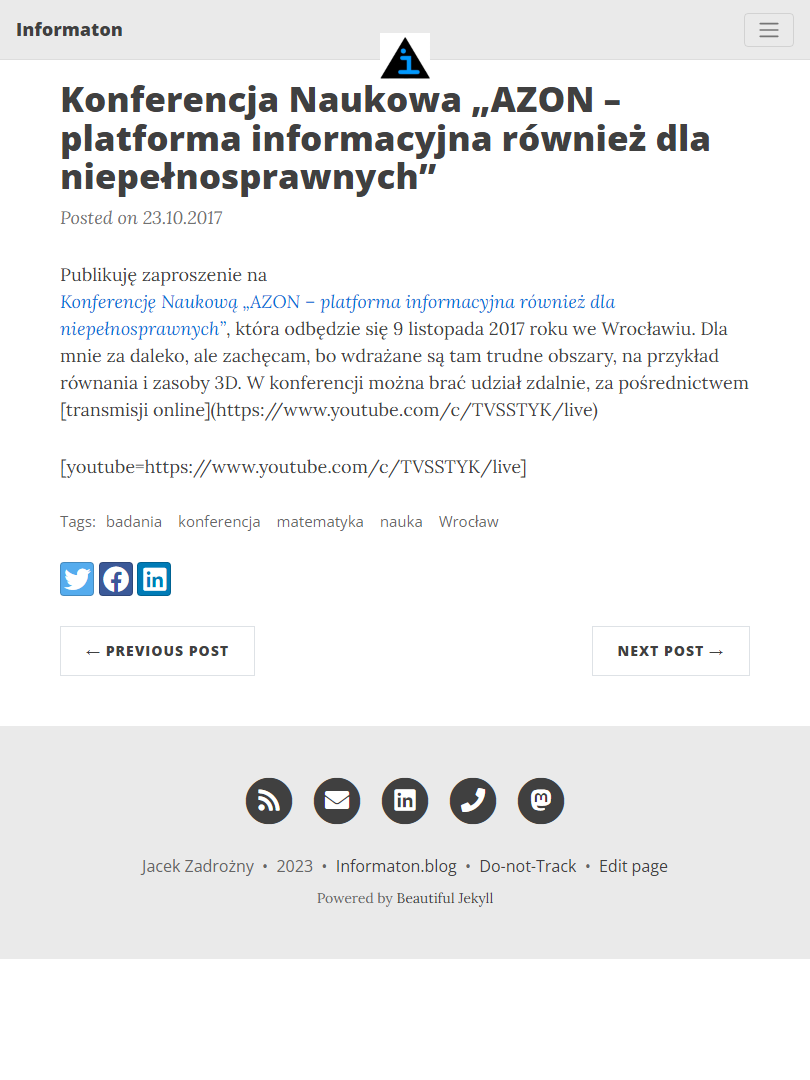 Informaton
Konferencja Naukowa „AZON –
platforma informacyjna również dla
niepełnosprawnych”
Posted on 23.10.2017
Publikuję zaproszenie na
Konferencję Naukową „AZON – platforma informacyjna również dla
niepełnosprawnych”, która odbędzie się 9 listopada 2017 roku we Wrocławiu. Dla
mnie za daleko, ale zachęcam, bo wdrażane są tam trudne obszary, na przykład
równania i zasoby 3D. W konferencji można brać udział zdalnie, za pośrednictwem
[transmisji online](https://www.youtube.com/c/TVSSTYK/live)
[youtube=https://www.youtube.com/c/TVSSTYK/live]
Tags: badania konferencja matematyka nauka Wrocław
← PREVIOUS POST
NEXT POST →
Jacek Zadrożny • 2023 • Informaton.blog • Do-not-Track • Edit page
Powered by Beautiful Jekyll